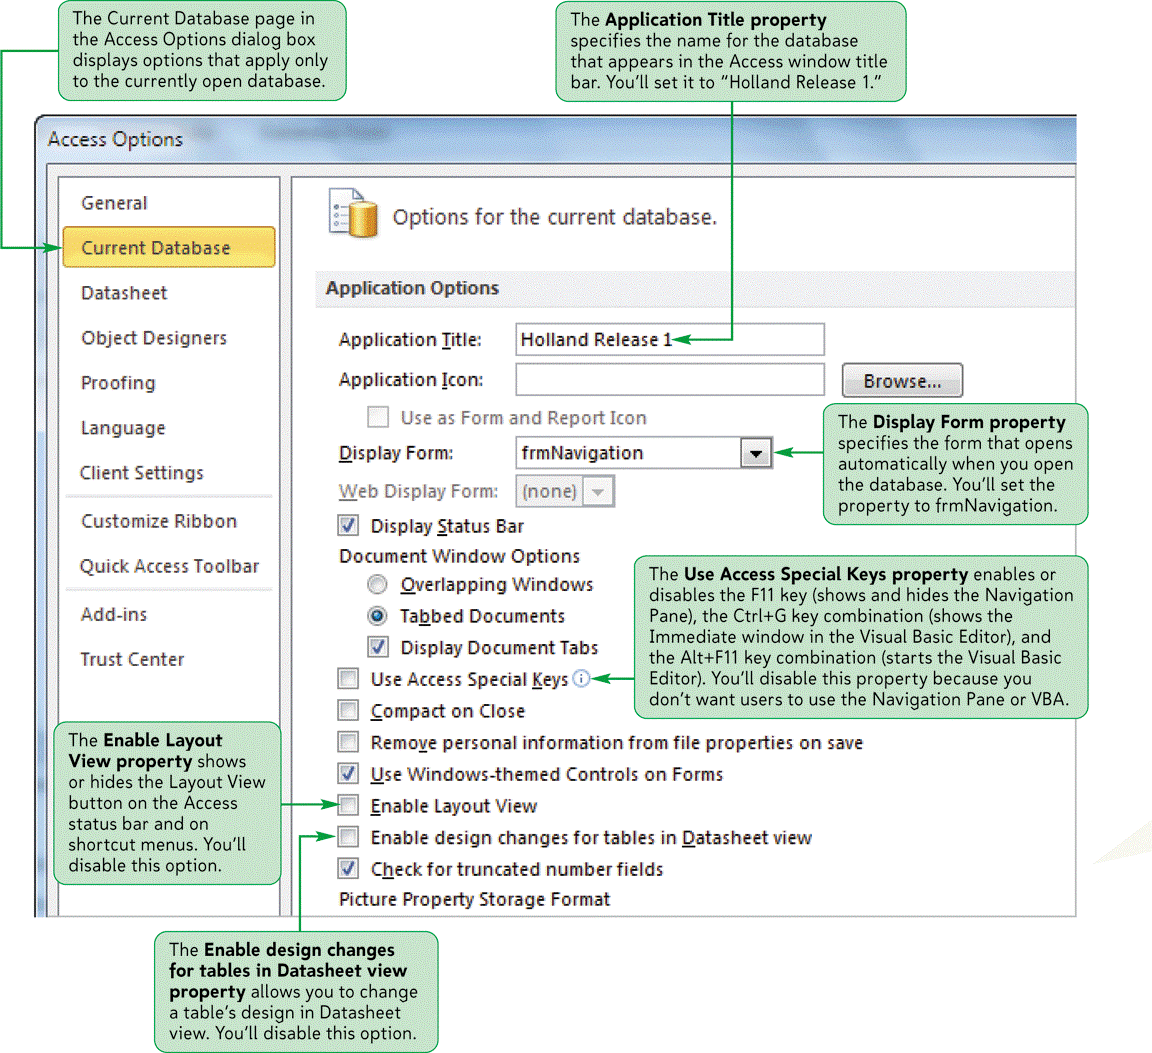 The Current Database page in
the Access Options dialog box
displays options that apply only
to the currently open database.
The Application Title property
specifies the name for the database
that appears in the Access window title
bar. You'll set it to “Holland Release 1.”
Access Options
General
Current Database
Datasheet
Object Designers
Proofing
Language
Client Settings
Customize Ribbon
Quick Access Toolbar
Add-ins
Trust Center
Options for the current database.
Application Options
Application Title:
Holland Release 1
Application Icon:
Browse...
Use as Form and Report Icon
Display Form:
frmNavigation
The Display Form property
specifies the form that opens
automatically when you open
the database. You'll set the
property to frmNavigation.
Web Display Form:
(none)
Display Status Bar
Document Window Options
Overlapping Windows
Tabbed Documents
Display Document Tabs
Use Access Special Keys
The Use Access Special Keys property enables or
disables the F11 key (shows and hides the Navigation
Pane), the Ctrl+G key combination (shows the
Immediate window in the Visual Basic Editor), and
the Alt+F11 key combination (starts the Visual Basic
Editor). You'll disable this property because you
don't want users to use the Navigation Pane or VBA.
Compact on Close
Remove personal information from file properties on save
Use Windows-themed Controls on Forms
Enable Layout View
Enable design changes for tables in Datasheet view
Check for truncated number fields
Picture Property Storage Format
The Enable Layout
View property shows
or hides the Layout View
button on the Access
status bar and on
shortcut menus. You'll
disable this option.
The Enable design changes
for tables in Datasheet view
property allows you to change
a table's design in Datasheet
view. You'll disable this option.